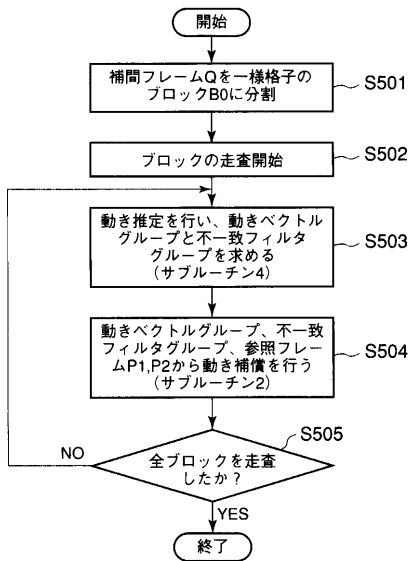 開始
補間フレームQを一様格子の
ブロックB0に分割
S501
ブロックの走査開始
S502
動き推定を行い、動きベクトル
グループと不一致フィルタ
グループを求める
(サブルーチン4)
S503
動きベクトルグループ、不一致
フィルタグループ、参照フレー
ムP1,P2から動き補償を行う
(サブルーチン2)
S504
S505
全ブロックを走査
したか?
NO
YES
終了